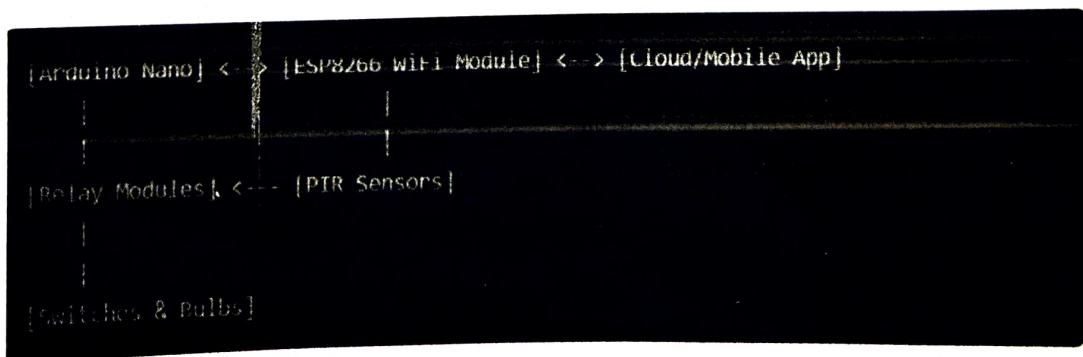 [Arduino Nano] <--> [ESP8266 WiFi Module] <--> [Cloud/Mobile App]
[Relay Modules] <--- [PIR Sensors]
[Switches & Bulbs]